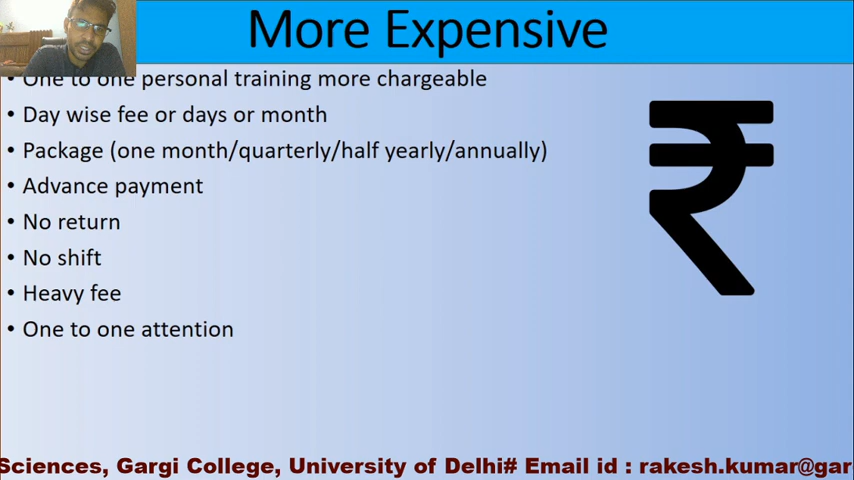 More Expensive
• One to one personal training more chargeable
• Day wise fee or days or month
• Package (one month/quarterly/half yearly/annually)
• Advance payment
• No return
• No shift
• Heavy fee
• One to one attention
₹
Sciences, Gargi College, University of Delhi# Email id : rakesh.kumar@gar